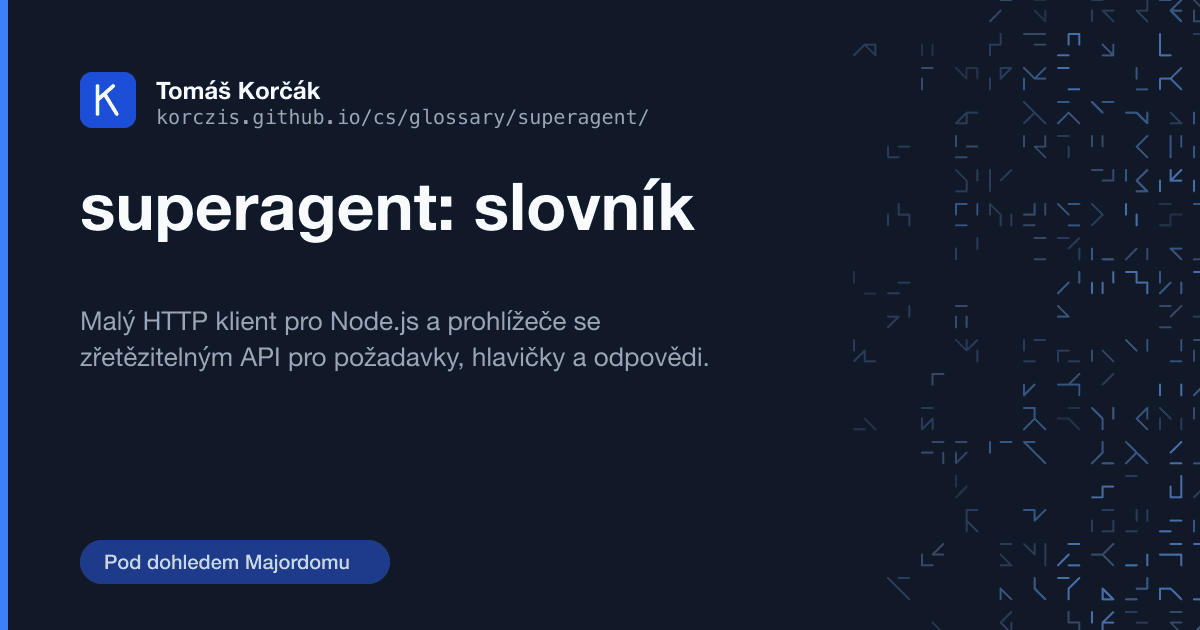 K
Tomáš Korčák
korczis.github.io/cs/glossary/superagent/
superagent: slovník
Malý HTTP klient pro Node.js a prohlížeče se
zřetězitelným API pro požadavky, hlavičky a odpovědi.
Pod dohledem Majordomu